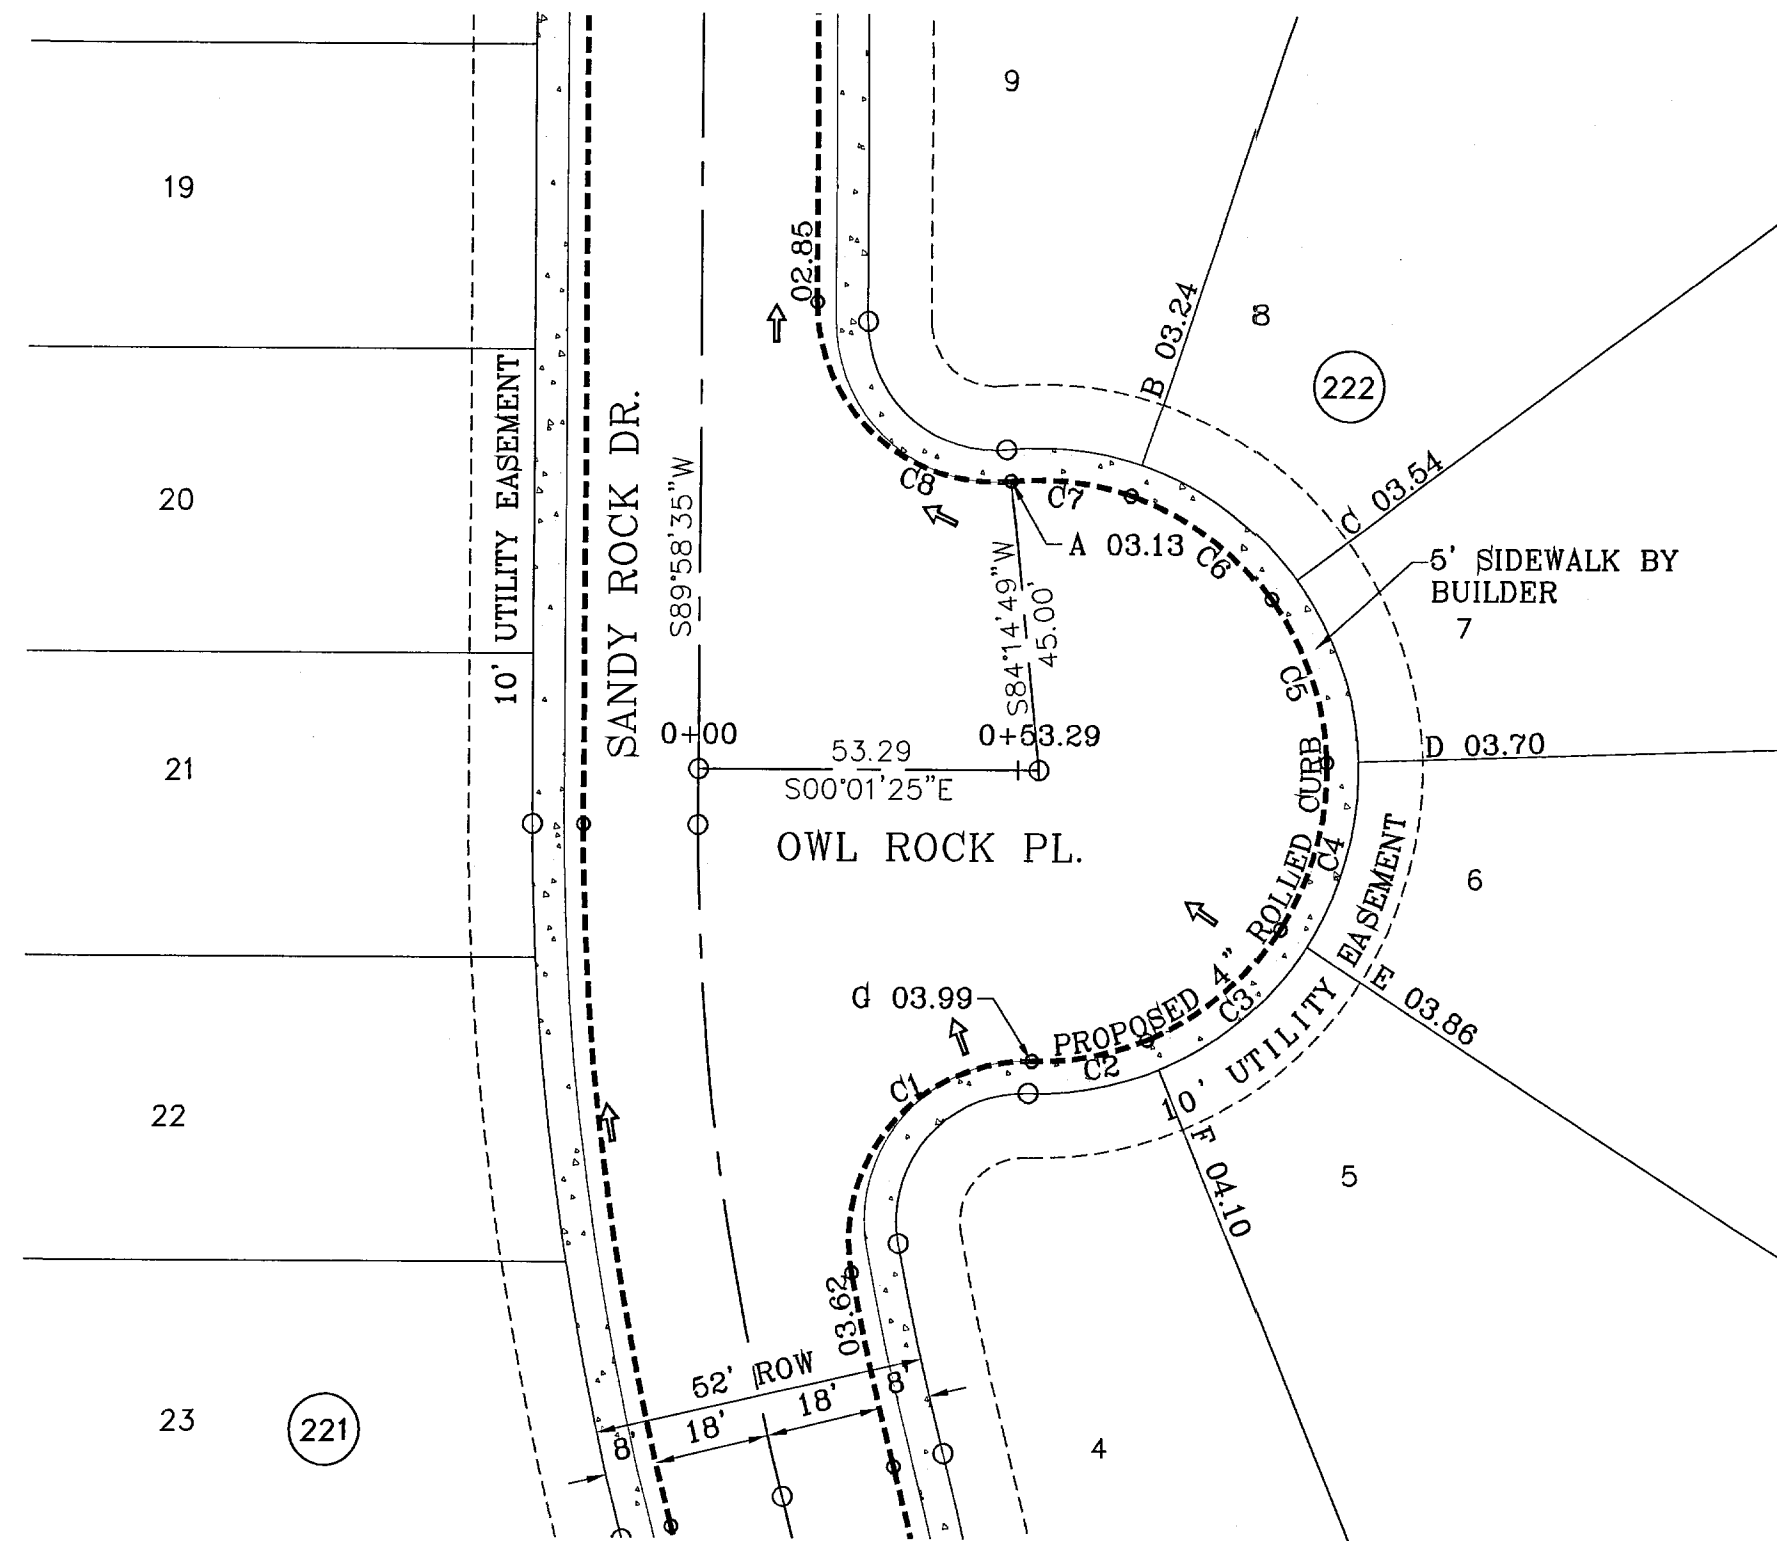 9
19
02.85
B 03.24
8
222
10' UTILITY EASEMENT
SANDY ROCK DR.
S89°58'35"W
20
C8
C7
A 03.13
C6
C 03.54
5' SIDEWALK BY
BUILDER
7
S84°14'49"W
45.00'
C5
0+00
53.29
0+53.29
S00°01'25"E
D 03.70
21
OWL ROCK PL.
PROPOSED 4" ROLLED CURB
C4
6
10' UTILITY EASEMENT
G 03.99
C3
E 03.86
C2
C1
22
F 04.10
5
03.62
52' ROW
8'
18'
18'
8'
23
221
4